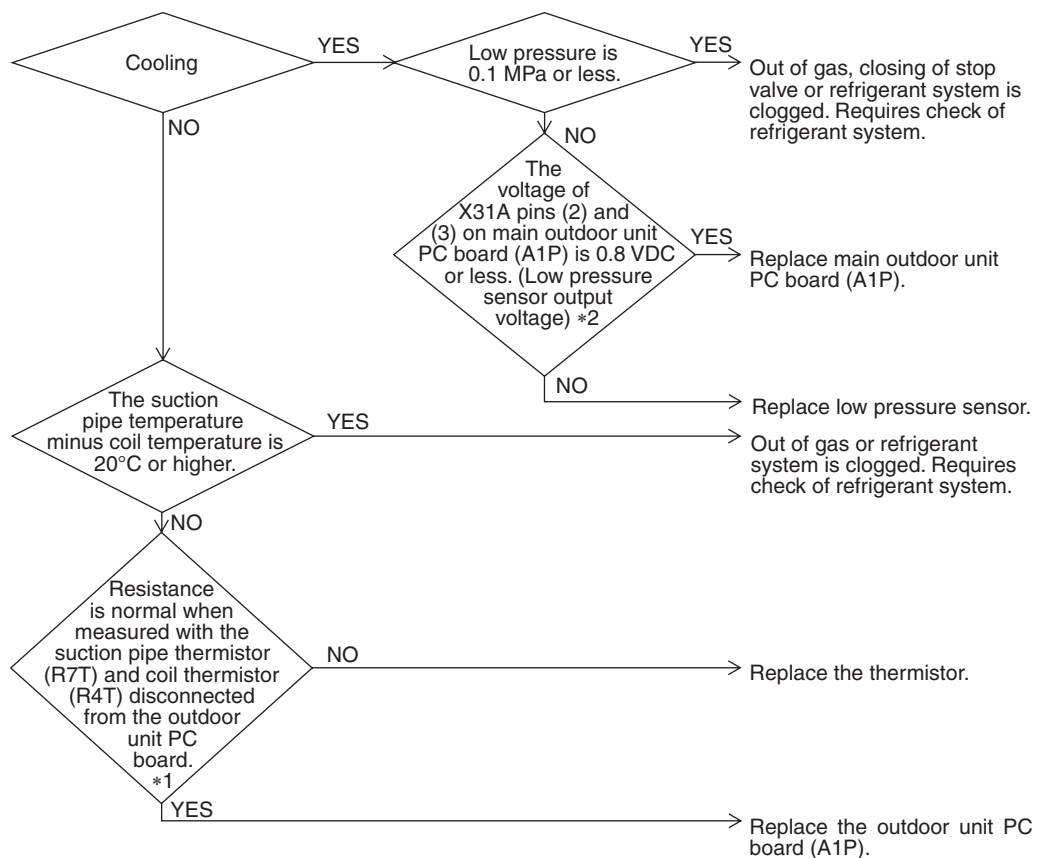 Cooling
YES
Low pressure is
0.1 MPa or less.
YES
Out of gas, closing of stop
valve or refrigerant system is
clogged. Requires check of
refrigerant system.
NO
NO
The
voltage of
X31A pins (2) and
(3) on main outdoor unit
PC board (A1P) is 0.8 VDC
or less. (Low pressure
sensor output
voltage) *2
YES
Replace main outdoor unit
PC board (A1P).
NO
Replace low pressure sensor.
The suction
pipe temperature
minus coil temperature is
20°C or higher.
YES
Out of gas or refrigerant
system is clogged. Requires
check of refrigerant system.
NO
Resistance
is normal when
measured with the
suction pipe thermistor
(R7T) and coil thermistor
(R4T) disconnected
from the outdoor
unit PC
board.
*1
NO
Replace the thermistor.
YES
Replace the outdoor unit PC
board (A1P).